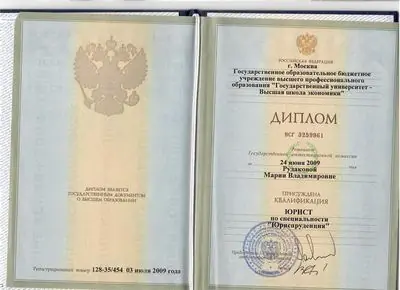 ДИПЛОМ ЯВЛЯЕТСЯ
ГОСУДАРСТВЕННЫМ ДОКУМЕНТОМ
О ВЫСШЕМ ОБРАЗОВАНИИ
Регистрационный номер 128-35/454 03 июля 2009 года
РОССИЙСКАЯ ФЕДЕРАЦИЯ
г. Москва
Государственное образовательное бюджетное
учреждение высшего профессионального
образования "Государственный университет -
Высшая школа экономики"
ДИПЛОМ
ВСГ 3259961
Решением
Государственной аттестационной комиссии
от 24 июня 2009 года
Рудаковой
Марии Владимировне
ПРИСУЖДЕНА
КВАЛИФИКАЦИЯ
ЮРИСТ
по специальности
"Юриспруденция"